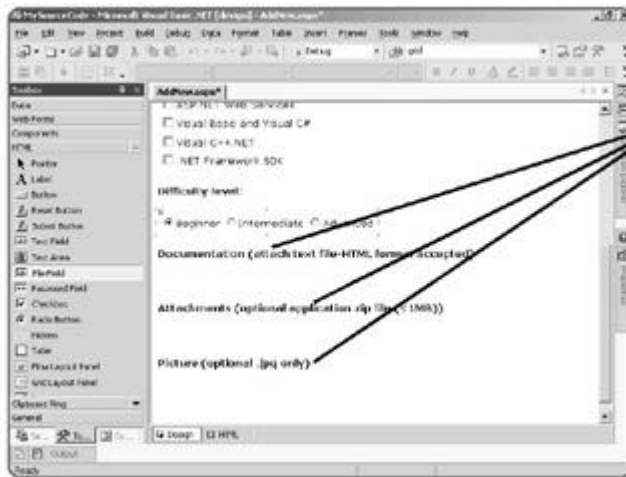 MySourceCode - Microsoft Visual Basic .NET [design] - AddNew.aspx*
File Edit View Project Build Debug Data Format Table Insert Frames Tools Window Help
Debug
grid
Toolbox
Data
Web Forms
Components
HTML
Pointer
Label
Button
Reset Button
Submit Button
Text Field
Text Area
File Field
Password Field
Checkbox
Radio Button
Hidden
Table
Flow Layout Panel
Grid Layout Panel
Clipboard Ring
General
AddNew.aspx*
ASP.NET Web Services
Visual Base and Visual C#
Visual C++.NET
.NET Framework SDK
Difficulty level:
Beginner Intermediate Advanced
Documentation (attach text file-HTML format accepted)
Attachments (optional application zip file (<1MB))
Picture (optional .jpg only)
Design HTML
Output
Ready